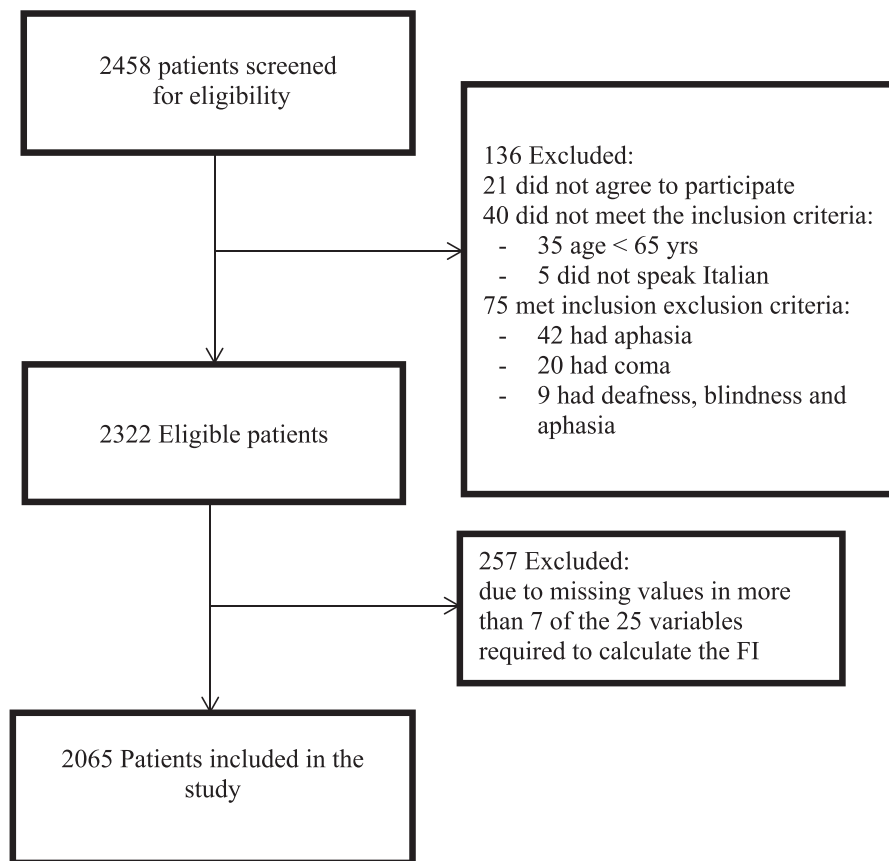 2458 patients screened
for eligibility
136 Excluded:
21 did not agree to participate
40 did not meet the inclusion criteria:
- 35 age < 65 yrs
- 5 did not speak Italian
75 met inclusion exclusion criteria:
- 42 had aphasia
- 20 had coma
- 9 had deafness, blindness and
aphasia
2322 Eligible patients
257 Excluded:
due to missing values in more
than 7 of the 25 variables
required to calculate the FI
2065 Patients included in the
study